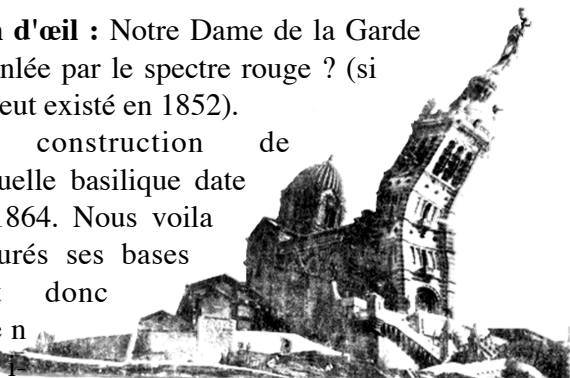 d'œil : Notre Dame de la Garde
nlée par le spectre rouge ? (si
eut existé en 1852).
construction de
uelle basilique date
1864. Nous voila
urés ses bases
donc
e n